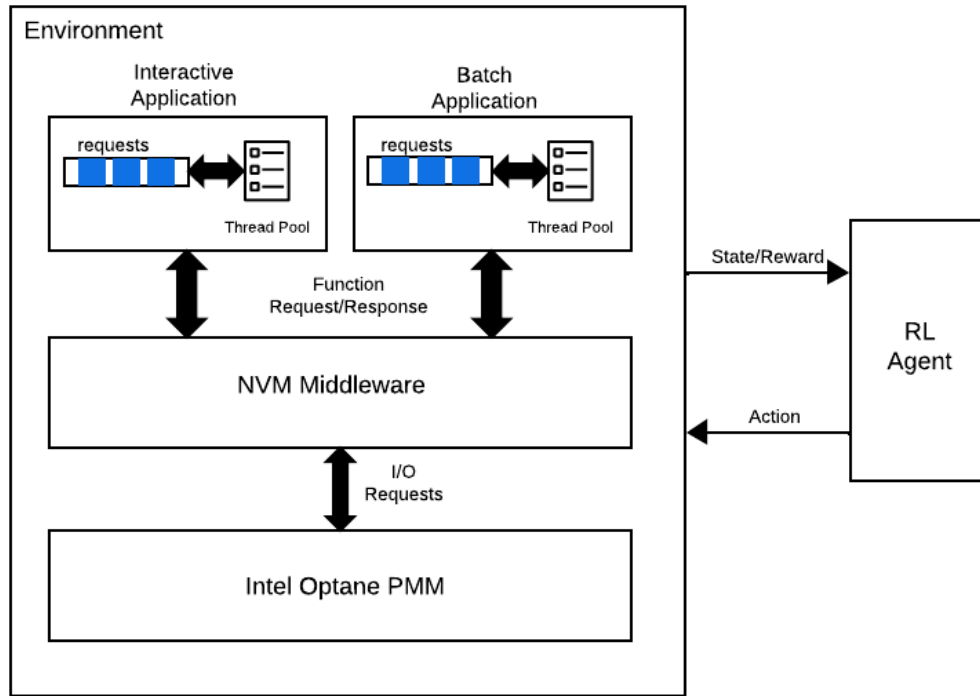 Environment
Interactive
Application
Batch
Application
requests
Thread Pool
requests
Thread Pool
Function
Request/Response
NVM Middleware
I/O
Requests
Intel Optane PMM
State/Reward
Action
RL
Agent